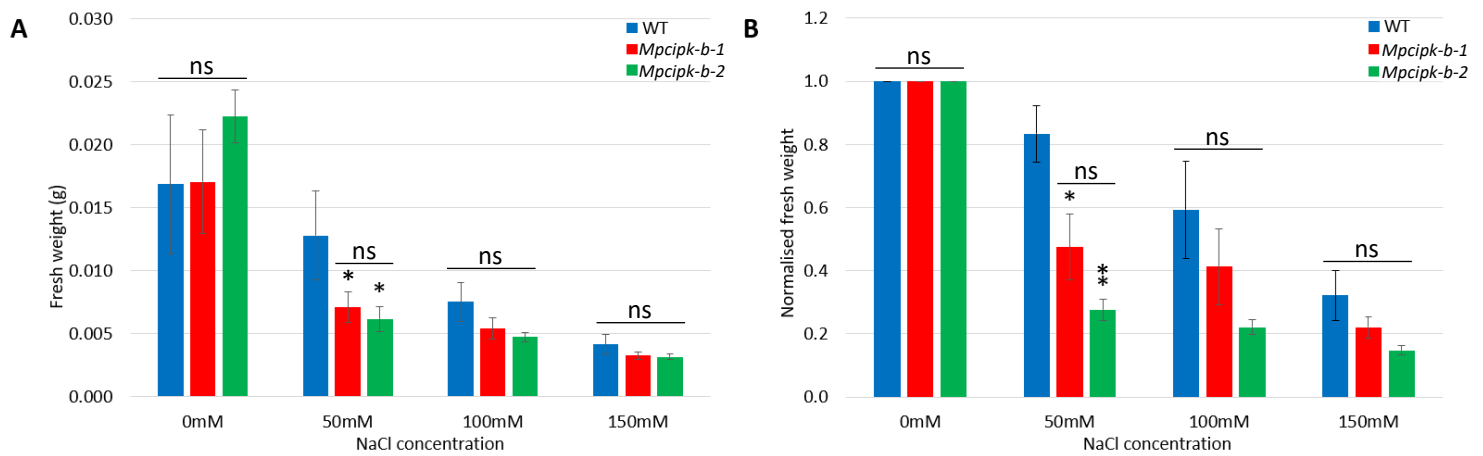 A
Fresh weight (g)
0.030
0.025
0.020
0.015
0.010
0.005
0.000
WT
Mpcipk-b-1
Mpcipk-b-2
ns
ns
*
*
ns
ns
0mM
50mM
100mM
150mM
NaCl concentration
B
Normalised fresh weight
1.2
1.0
0.8
0.6
0.4
0.2
0.0
WT
Mpcipk-b-1
Mpcipk-b-2
ns
ns
*
**
ns
ns
0mM
50mM
100mM
150mM
NaCl concentration